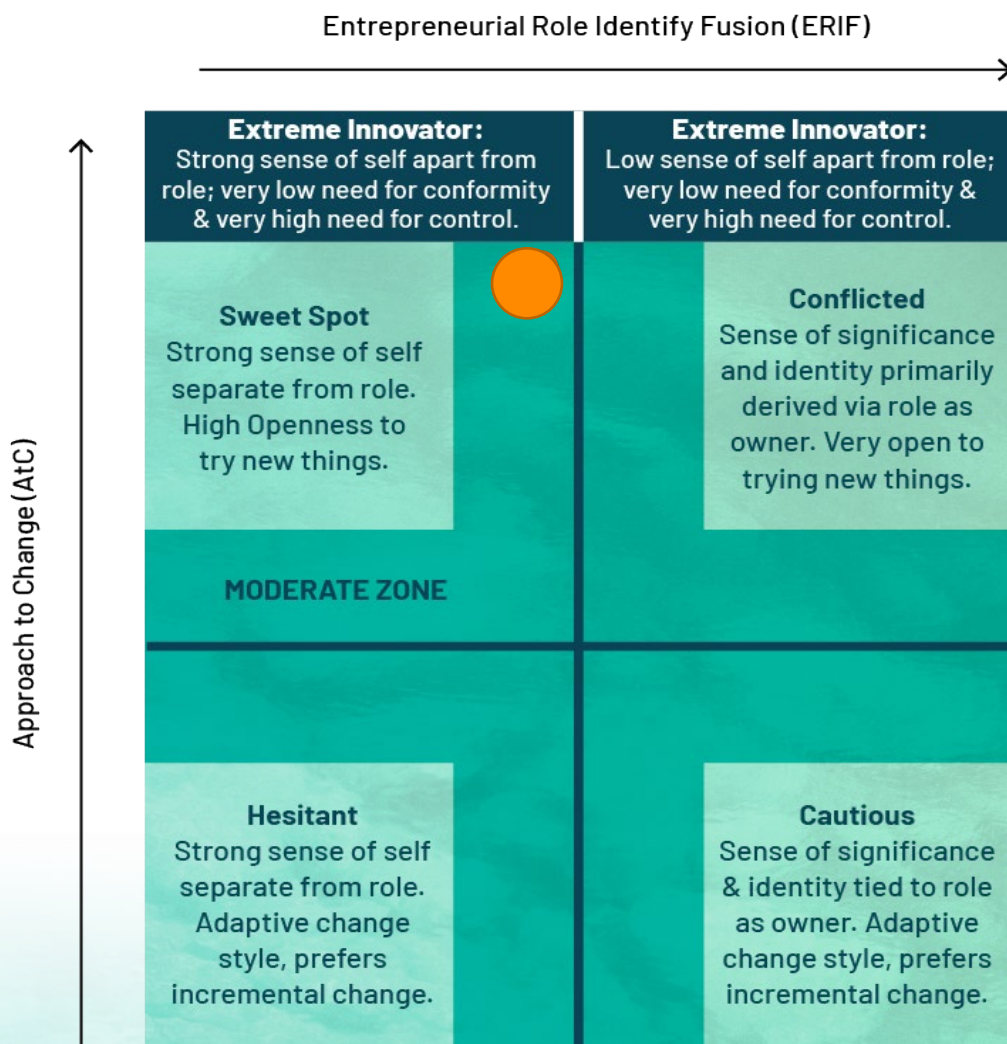 Entrepreneurial Role Identify Fusion (ERIF)
Extreme Innovator:
Strong sense of self apart from
role; very low need for conformity
& very high need for control.
Extreme Innovator:
Low sense of self apart from role;
very low need for conformity &
very high need for control.
Approach to Change (AtC)
Sweet Spot
Strong sense of self
separate from role.
High Openness to
try new things.
Conflicted
Sense of significance
and identity primarily
derived via role as
owner. Very open to
trying new things.
MODERATE ZONE
Hesitant
Strong sense of self
separate from role.
Adaptive change
style, prefers
incremental change.
Cautious
Sense of significance
& identity tied to role
as owner. Adaptive
change style, prefers
incremental change.